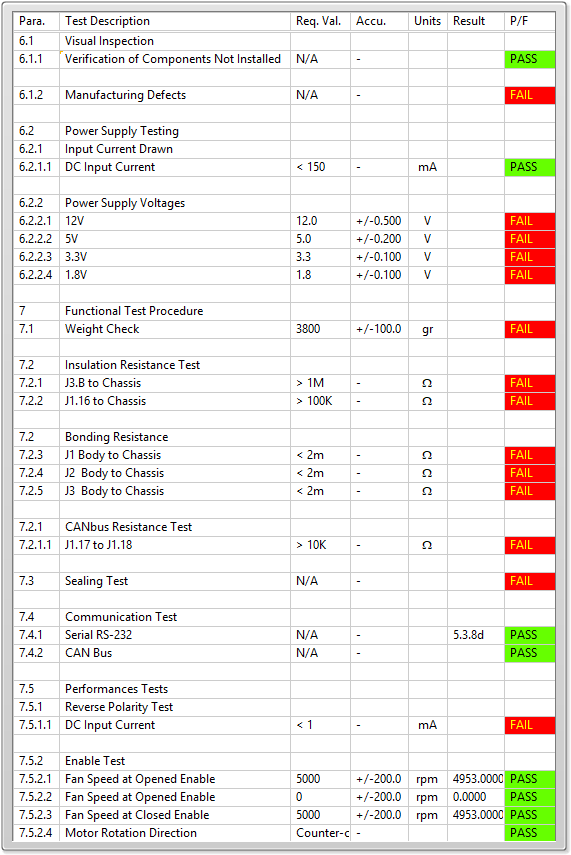 Para. Test Description Req. Val. Accu. Units Result P/F
6.1 Visual Inspection
6.1.1 Verification of Components Not Installed N/A - PASS
6.1.2 Manufacturing Defects N/A - FAIL
6.2 Power Supply Testing
6.2.1 Input Current Drawn
6.2.1.1 DC Input Current < 150 - mA PASS
6.2.2 Power Supply Voltages
6.2.2.1 12V 12.0 +/-0.500 V FAIL
6.2.2.2 5V 5.0 +/-0.200 V FAIL
6.2.2.3 3.3V 3.3 +/-0.100 V FAIL
6.2.2.4 1.8V 1.8 +/-0.100 V FAIL
7 Functional Test Procedure
7.1 Weight Check 3800 +/-100.0 gr FAIL
7.2 Insulation Resistance Test
7.2.1 J3.B to Chassis > 1M - Ω FAIL
7.2.2 J1.16 to Chassis > 100K - Ω FAIL
7.2 Bonding Resistance
7.2.3 J1 Body to Chassis < 2m - Ω FAIL
7.2.4 J2 Body to Chassis < 2m - Ω FAIL
7.2.5 J3 Body to Chassis < 2m - Ω FAIL
7.2.1 CANbus Resistance Test
7.2.1.1 J1.17 to J1.18 > 10K - Ω FAIL
7.3 Sealing Test N/A - FAIL
7.4 Communication Test
7.4.1 Serial RS-232 N/A - 5.3.8d PASS
7.4.2 CAN Bus N/A - PASS
7.5 Performances Tests
7.5.1 Reverse Polarity Test
7.5.1.1 DC Input Current < 1 - mA FAIL
7.5.2 Enable Test
7.5.2.1 Fan Speed at Opened Enable 5000 +/-200.0 rpm 4953.0000 PASS
7.5.2.2 Fan Speed at Opened Enable 0 +/-200.0 rpm 0.0000 PASS
7.5.2.3 Fan Speed at Closed Enable 5000 +/-200.0 rpm 4953.0000 PASS
7.5.2.4 Motor Rotation Direction Counter-c - PASS